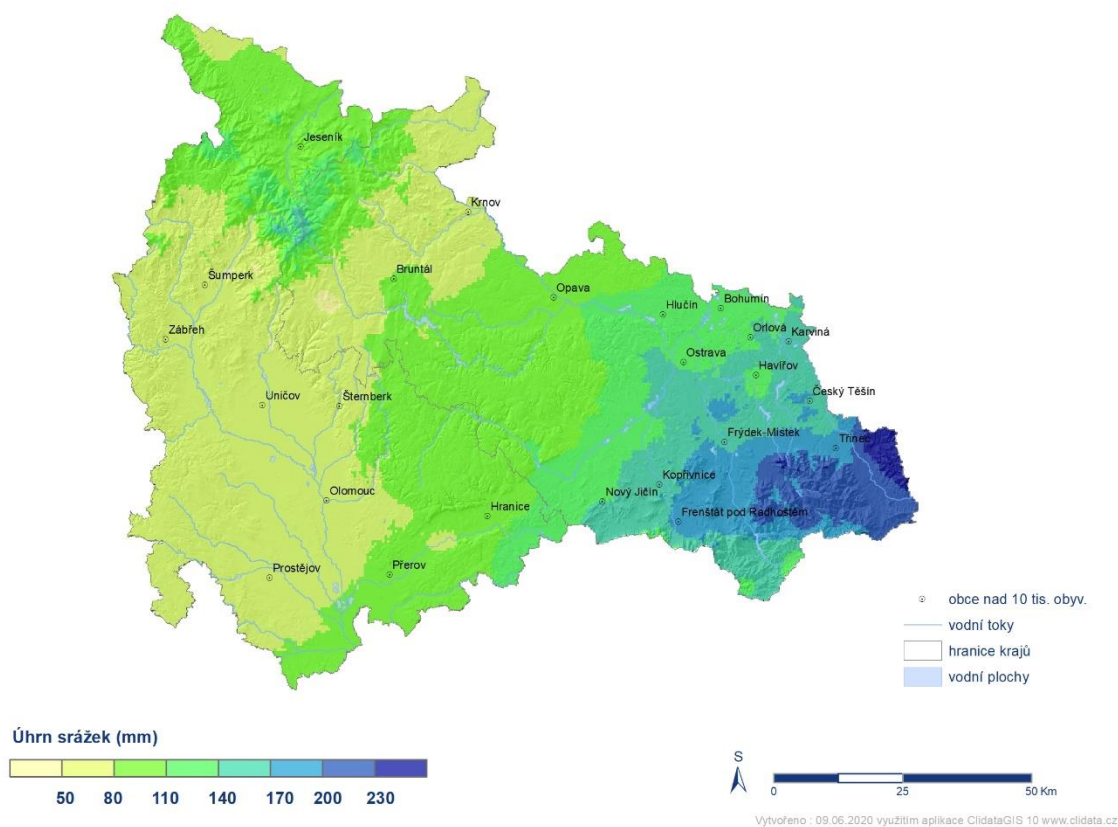 Jeseník
Krnov
Bruntál
Šumperk
Opava
Bohumín
Hlučín
Orlová
Karviná
Zábřeh
Ostrava
Havířov
Český Těšín
Uničov
Šternberk
Frýdek-Místek
Třinec
Kopřivnice
Olomouc
Nový Jičín
Hranice
Frenštát pod Radhoštěm
Přerov
Prostějov
obce nad 10 tis. obyv.
vodní toky
hranice krajů
vodní plochy
Úhrn srážek (mm)
50 80 110 140 170 200 230
S
0 25 50 Km
Vytvořeno : 09.06.2020 využitím aplikace ClidataGIS 10 www.clidata.cz